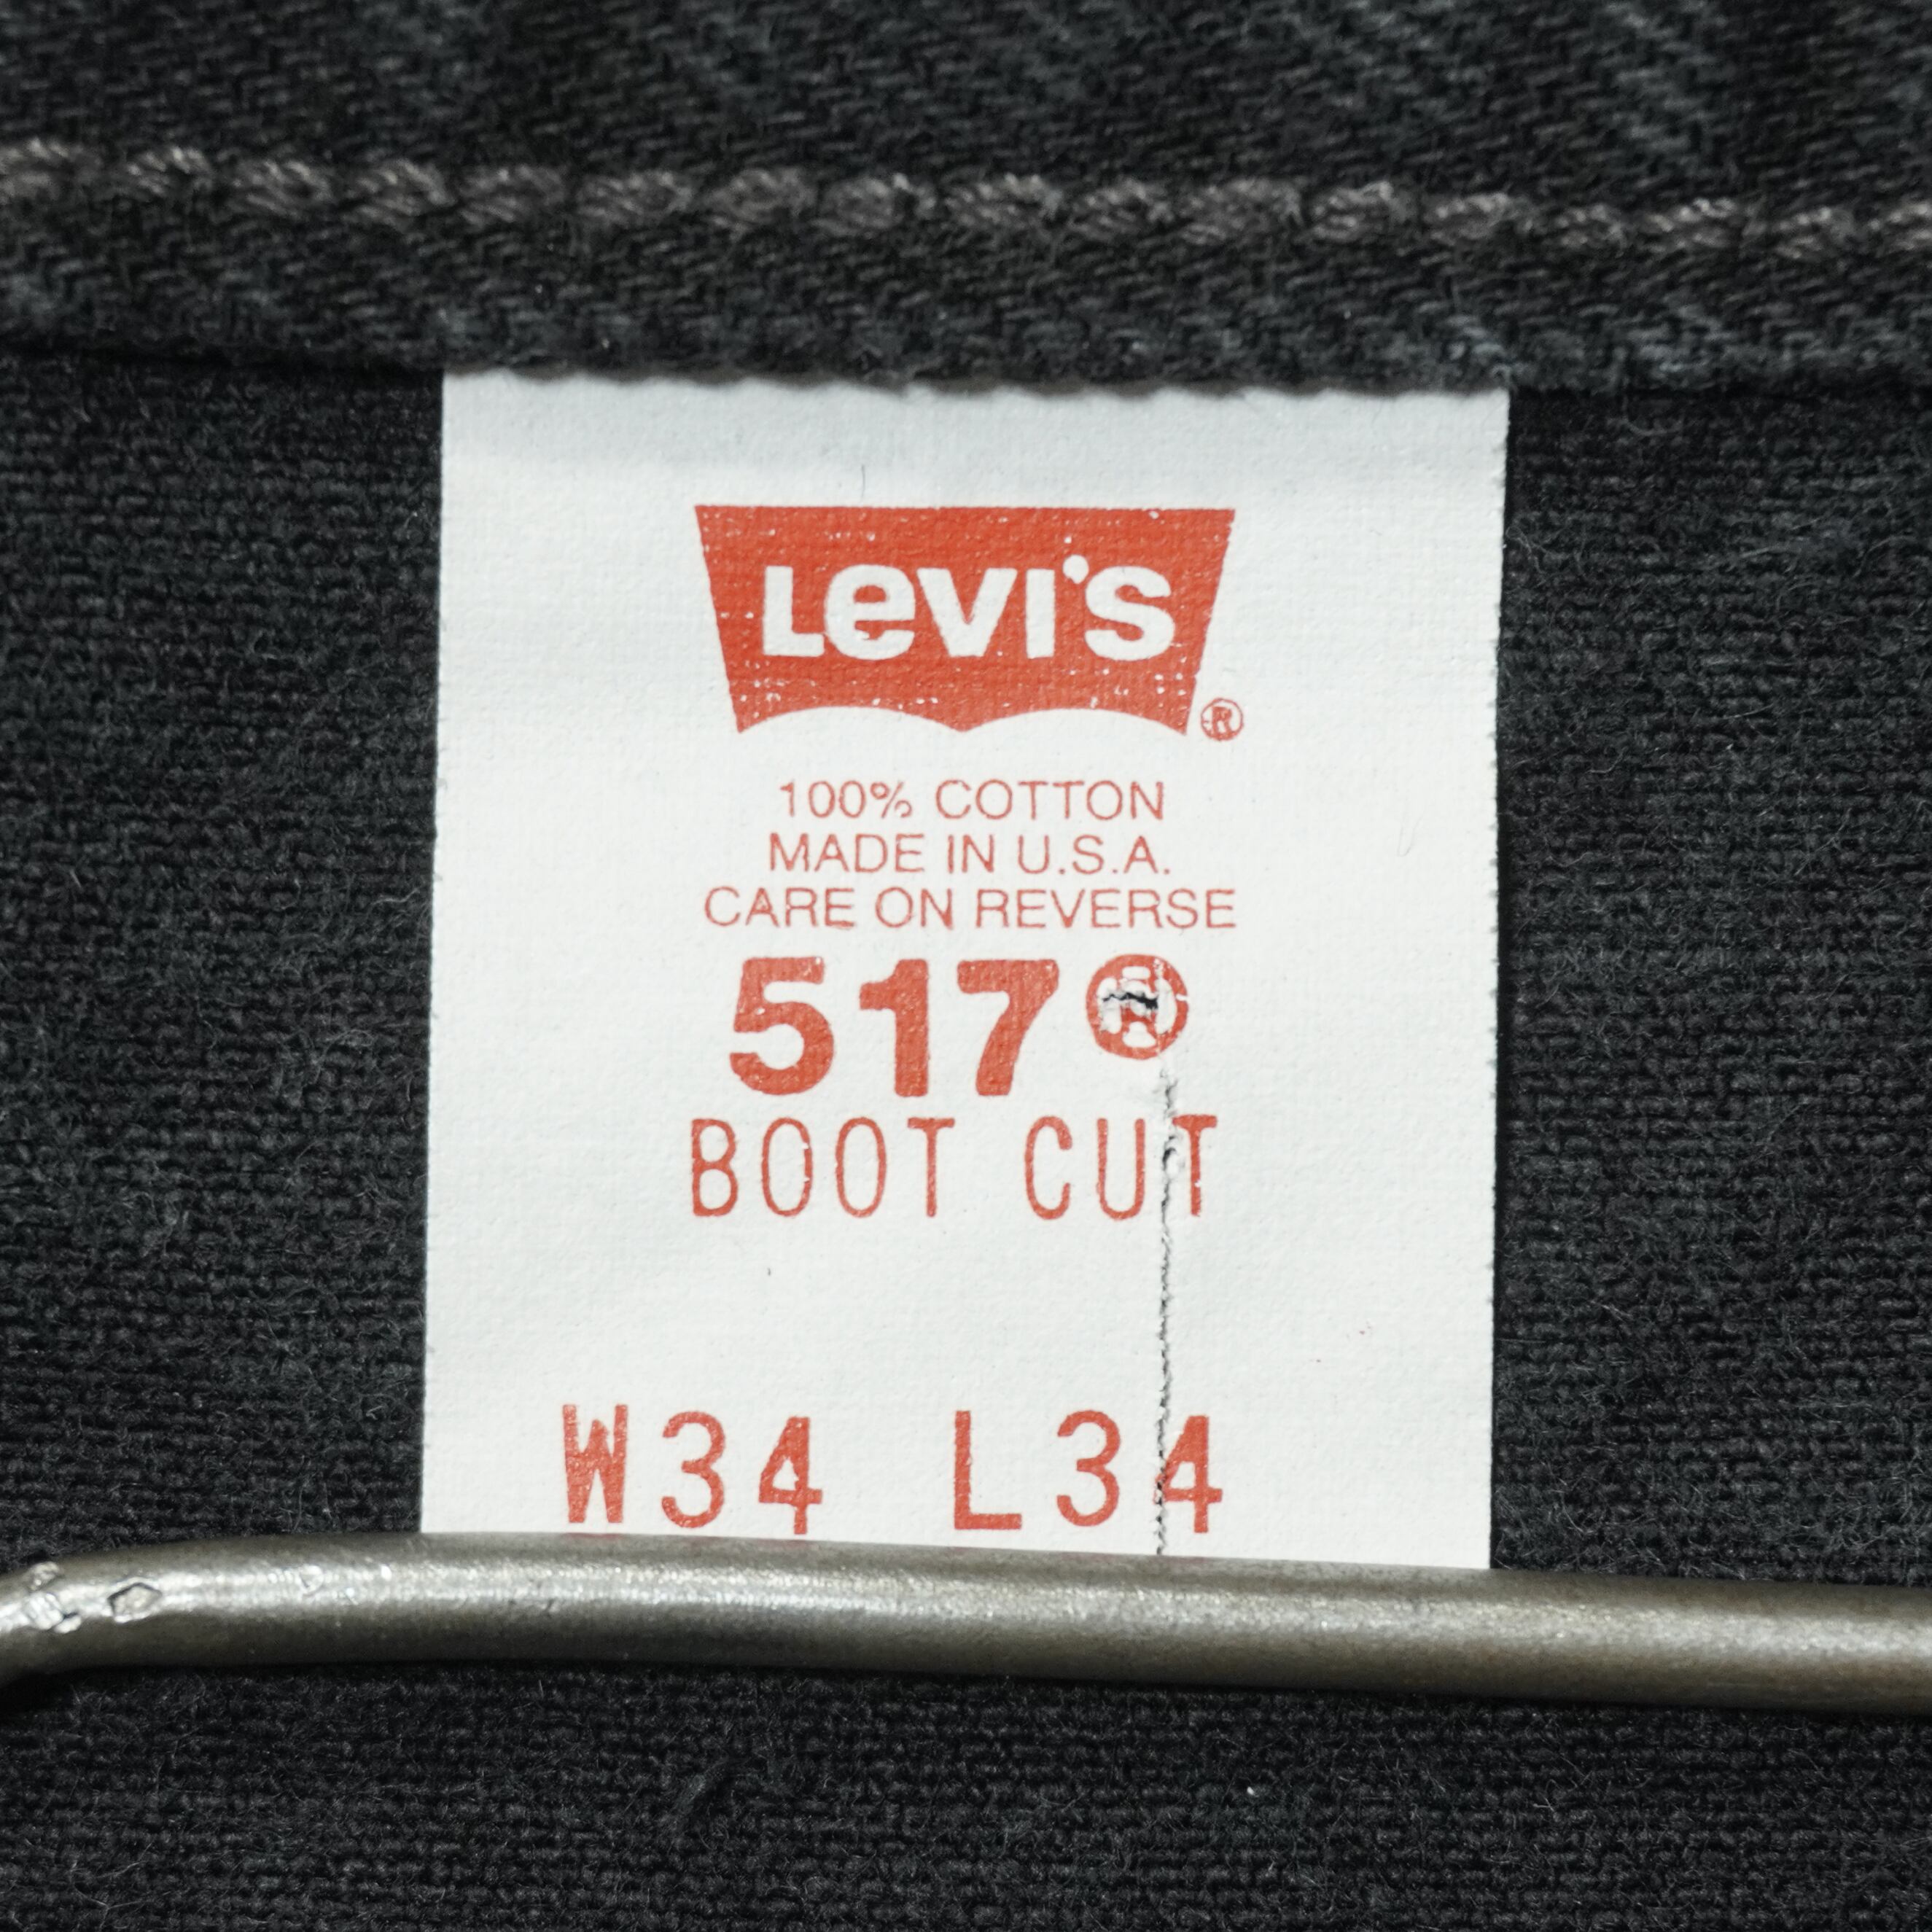 Levi's ®
100% COTTON
MADE IN U.S.A.
CARE ON REVERSE
517®
BOOT CUT
W34 L34